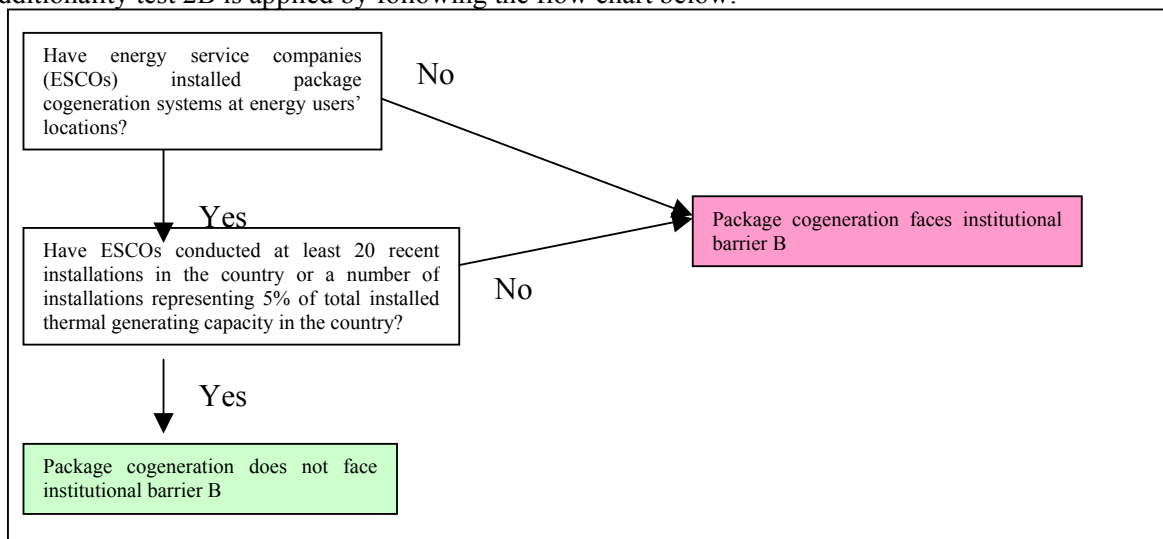 additionality test 2B is applied by following the flow chart below.
Have energy service companies
(ESCOs) installed package
cogeneration systems at energy users’
locations?
No
Yes
Package cogeneration faces institutional
barrier B
Have ESCOs conducted at least 20 recent
installations in the country or a number of
installations representing 5% of total installed
thermal generating capacity in the country?
No
Yes
Package cogeneration does not face
institutional barrier B